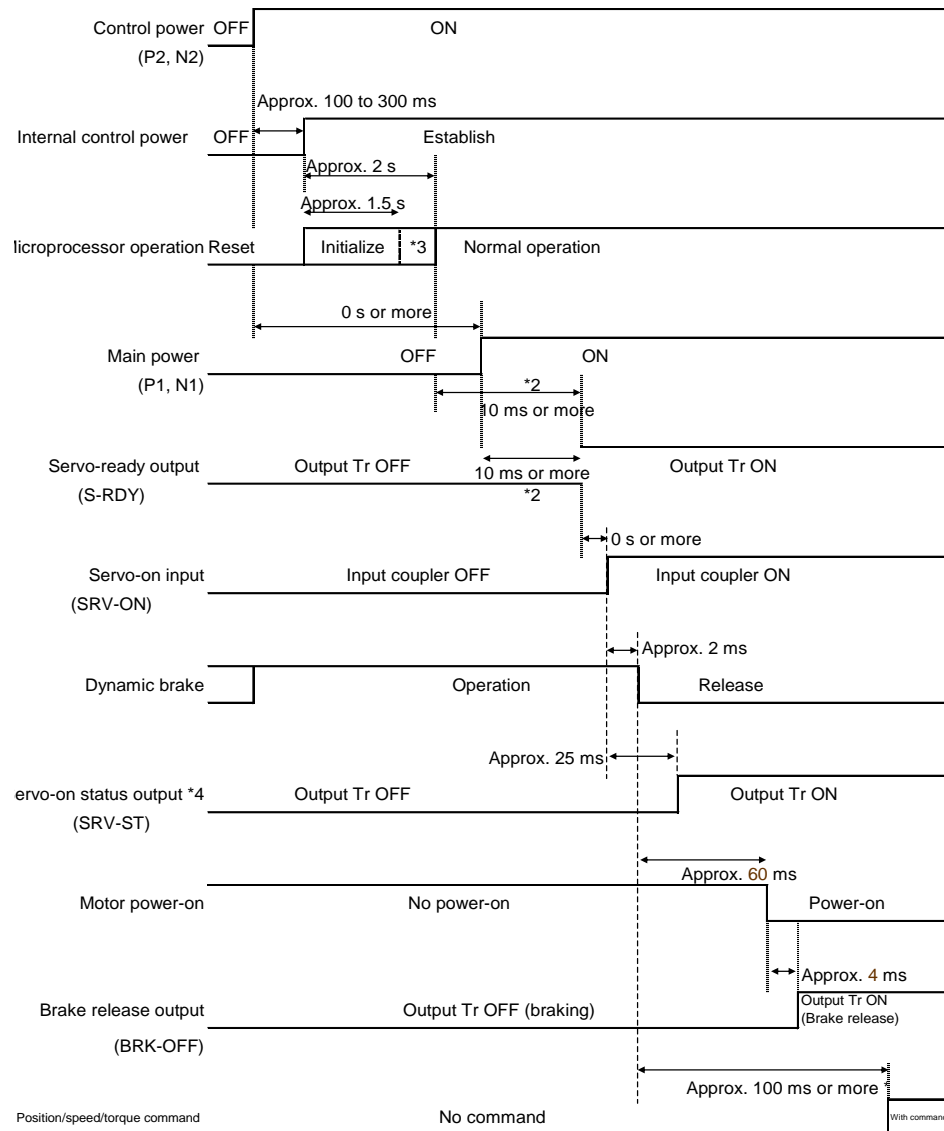 Control power OFF ON
(P2, N2)
Approx. 100 to 300 ms
Internal control power OFF Establish
Approx. 2 s
Approx. 1.5 s
licroprocessor operation Reset Initialize *3 Normal operation
0 s or more
Main power OFF ON
(P1, N1)
*2
10 ms or more
Servo-ready output Output Tr OFF 10 ms or more Output Tr ON
(S-RDY) *2
0 s or more
Servo-on input Input coupler OFF Input coupler ON
(SRV-ON)
Approx. 2 ms
Dynamic brake Operation Release
Approx. 25 ms
ervo-on status output *4 Output Tr OFF Output Tr ON
(SRV-ST)
Approx. 60 ms
Motor power-on No power-on Power-on
Approx. 4 ms
Brake release output Output Tr OFF (braking) Output Tr ON
(Brake release)
(BRK-OFF)
Approx. 100 ms or more *
Position/speed/torque command No command With command